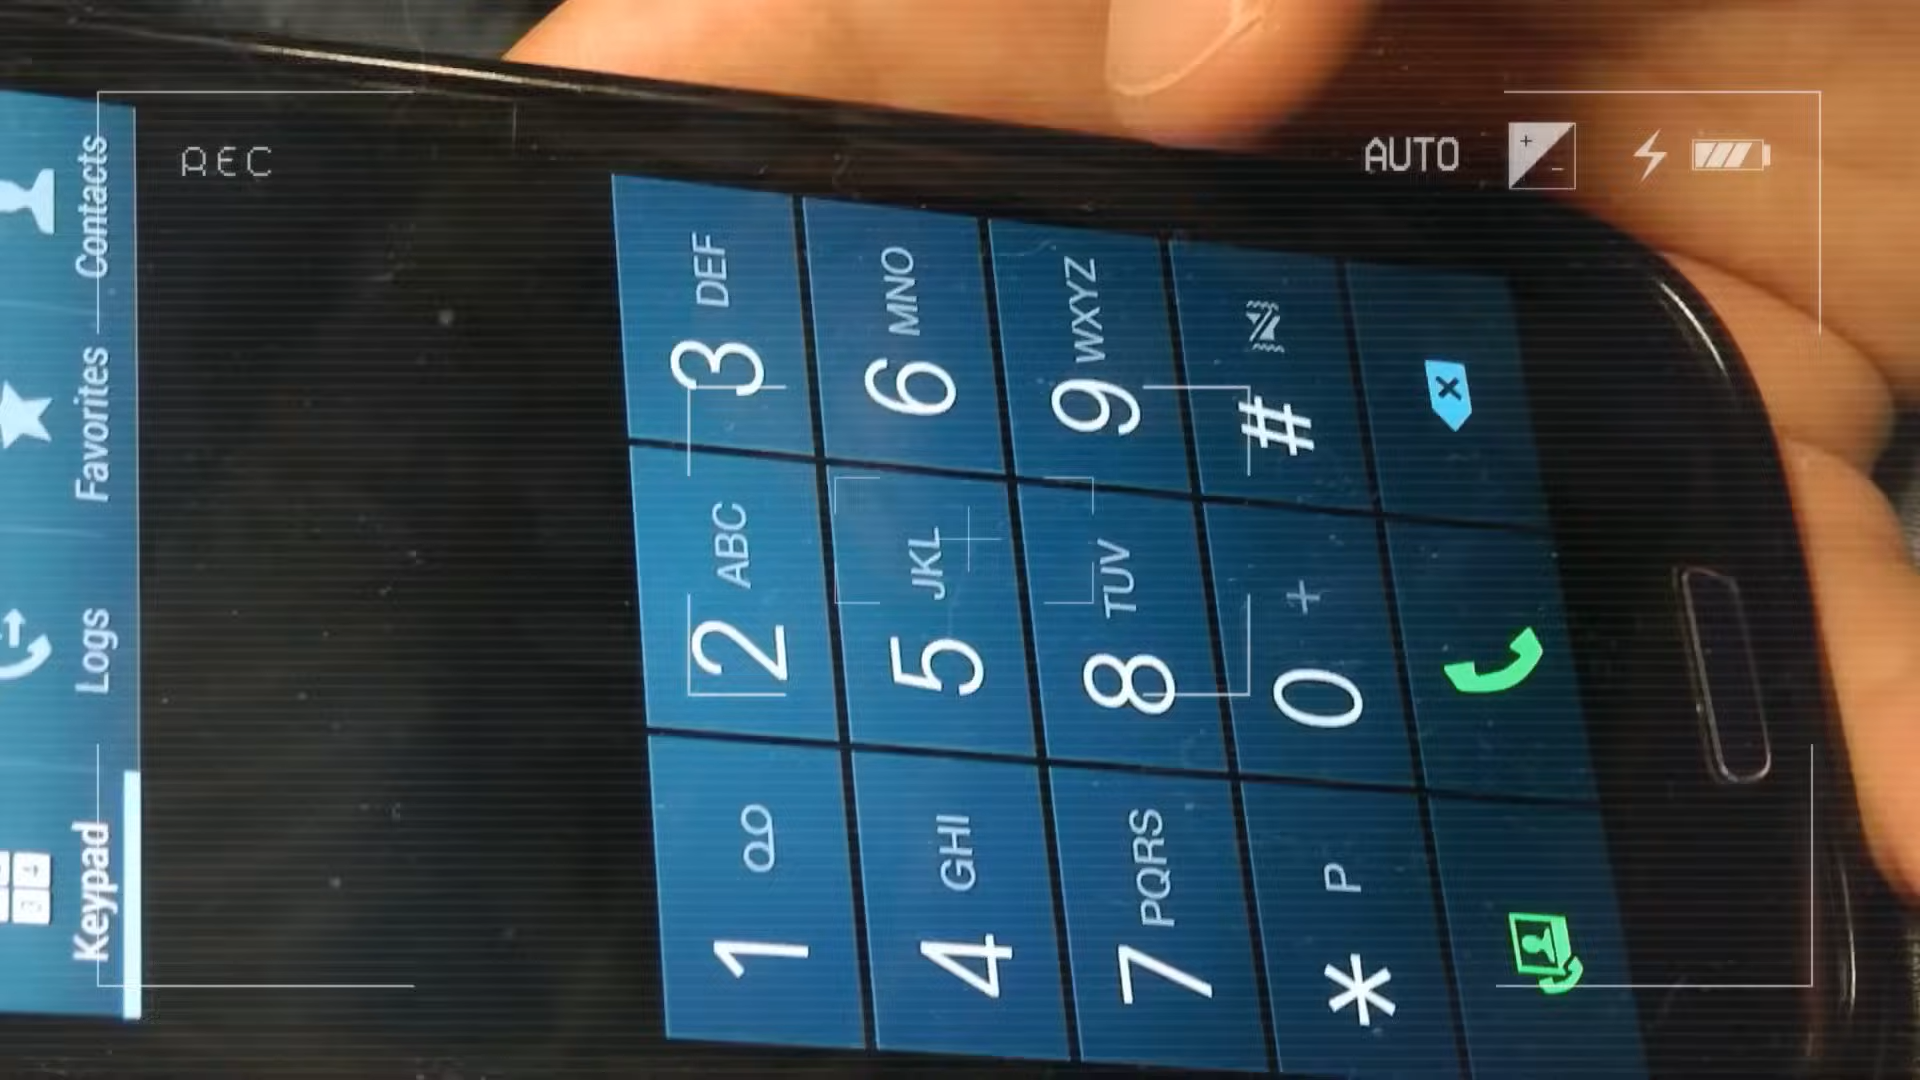 REC
AUTO
Keypad
Logs
Favorites
Contacts
1
2 ABC
3 DEF
4 GHI
5 JKL
6 MNO
7 PQRS
8 TUV
9 WXYZ
* P
0 +
#